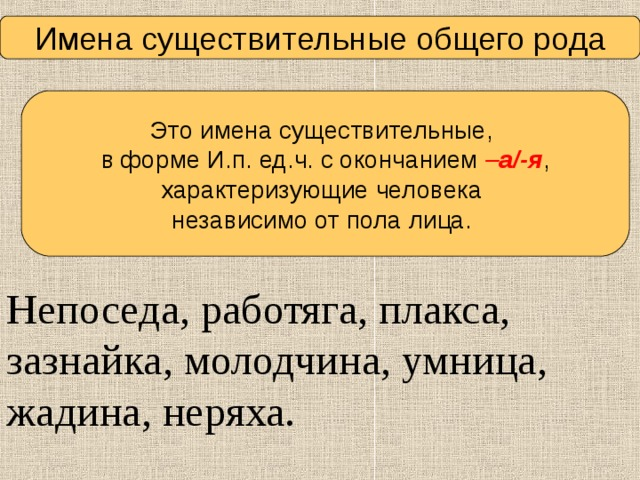 Имена существительные общего рода
Это имена существительные,
в форме И.п. ед.ч. с окончанием –а/-я,
характеризующие человека
независимо от пола лица.
Непоседа, работяга, плакса,
зазнайка, молодчина, умница,
жадина, неряха.